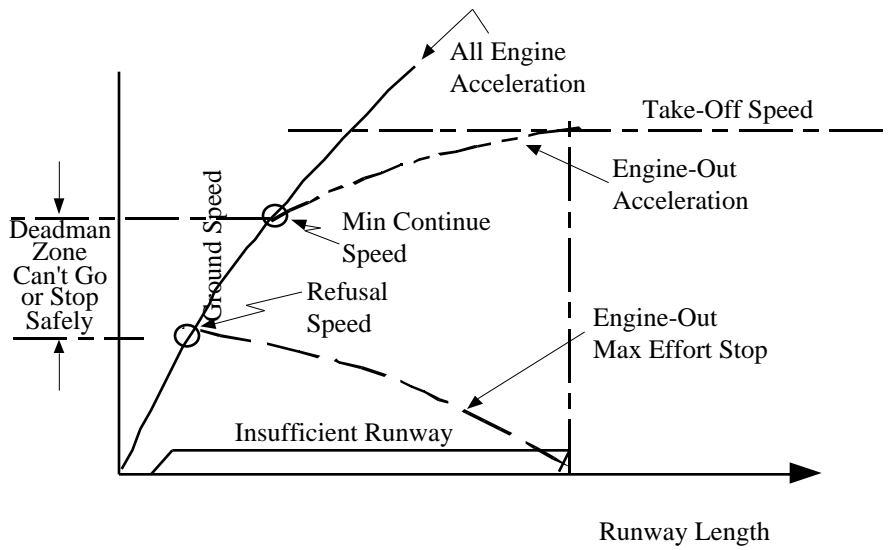 All Engine
Acceleration
Take-Off Speed
Engine-Out
Acceleration
Ground Speed
Min Continue
Speed
Deadman
Zone
Can't Go
or Stop
Safely
Refusal
Speed
Engine-Out
Max Effort Stop
Insufficient Runway
Runway Length